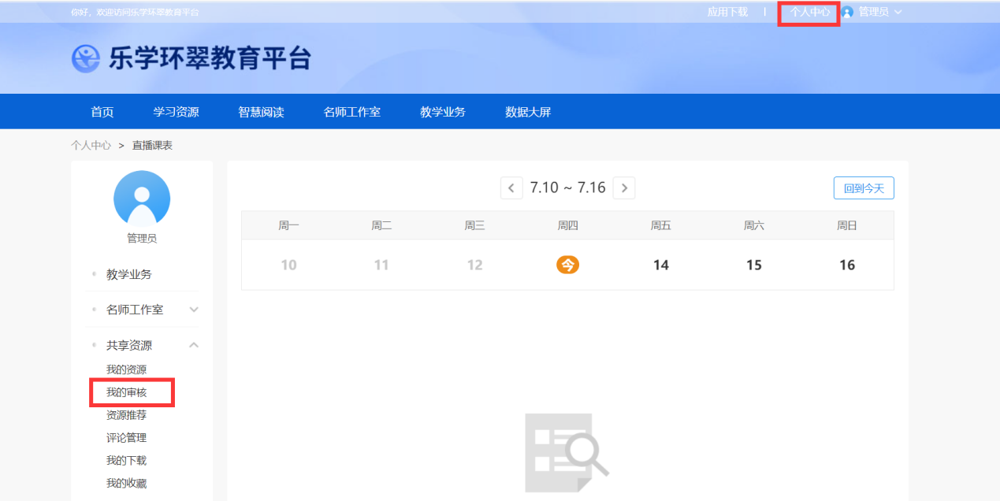 你好，欢迎访问乐学环翠教育平台
应用下载 | 个人中心 管理员
乐学环翠教育平台
首页 学习资源 智慧阅读 名师工作室 教学业务 数据大屏
个人中心 > 直播课表
管理员
教学业务
名师工作室
共享资源
我的资源
我的审核
资源推荐
评论管理
我的下载
我的收藏
7.10 ~ 7.16
回到今天
周一 周二 周三 周四 周五 周六 周日
10 11 12 今 14 15 16